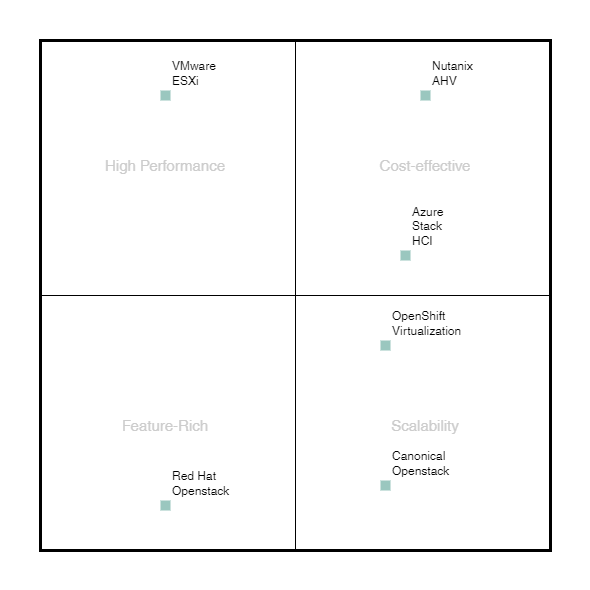 VMware
ESXi
Nutanix
AHV
High Performance
Cost-effective
Azure
Stack
HCI
OpenShift
Virtualization
Feature-Rich
Scalability
Canonical
Openstack
Red Hat
Openstack